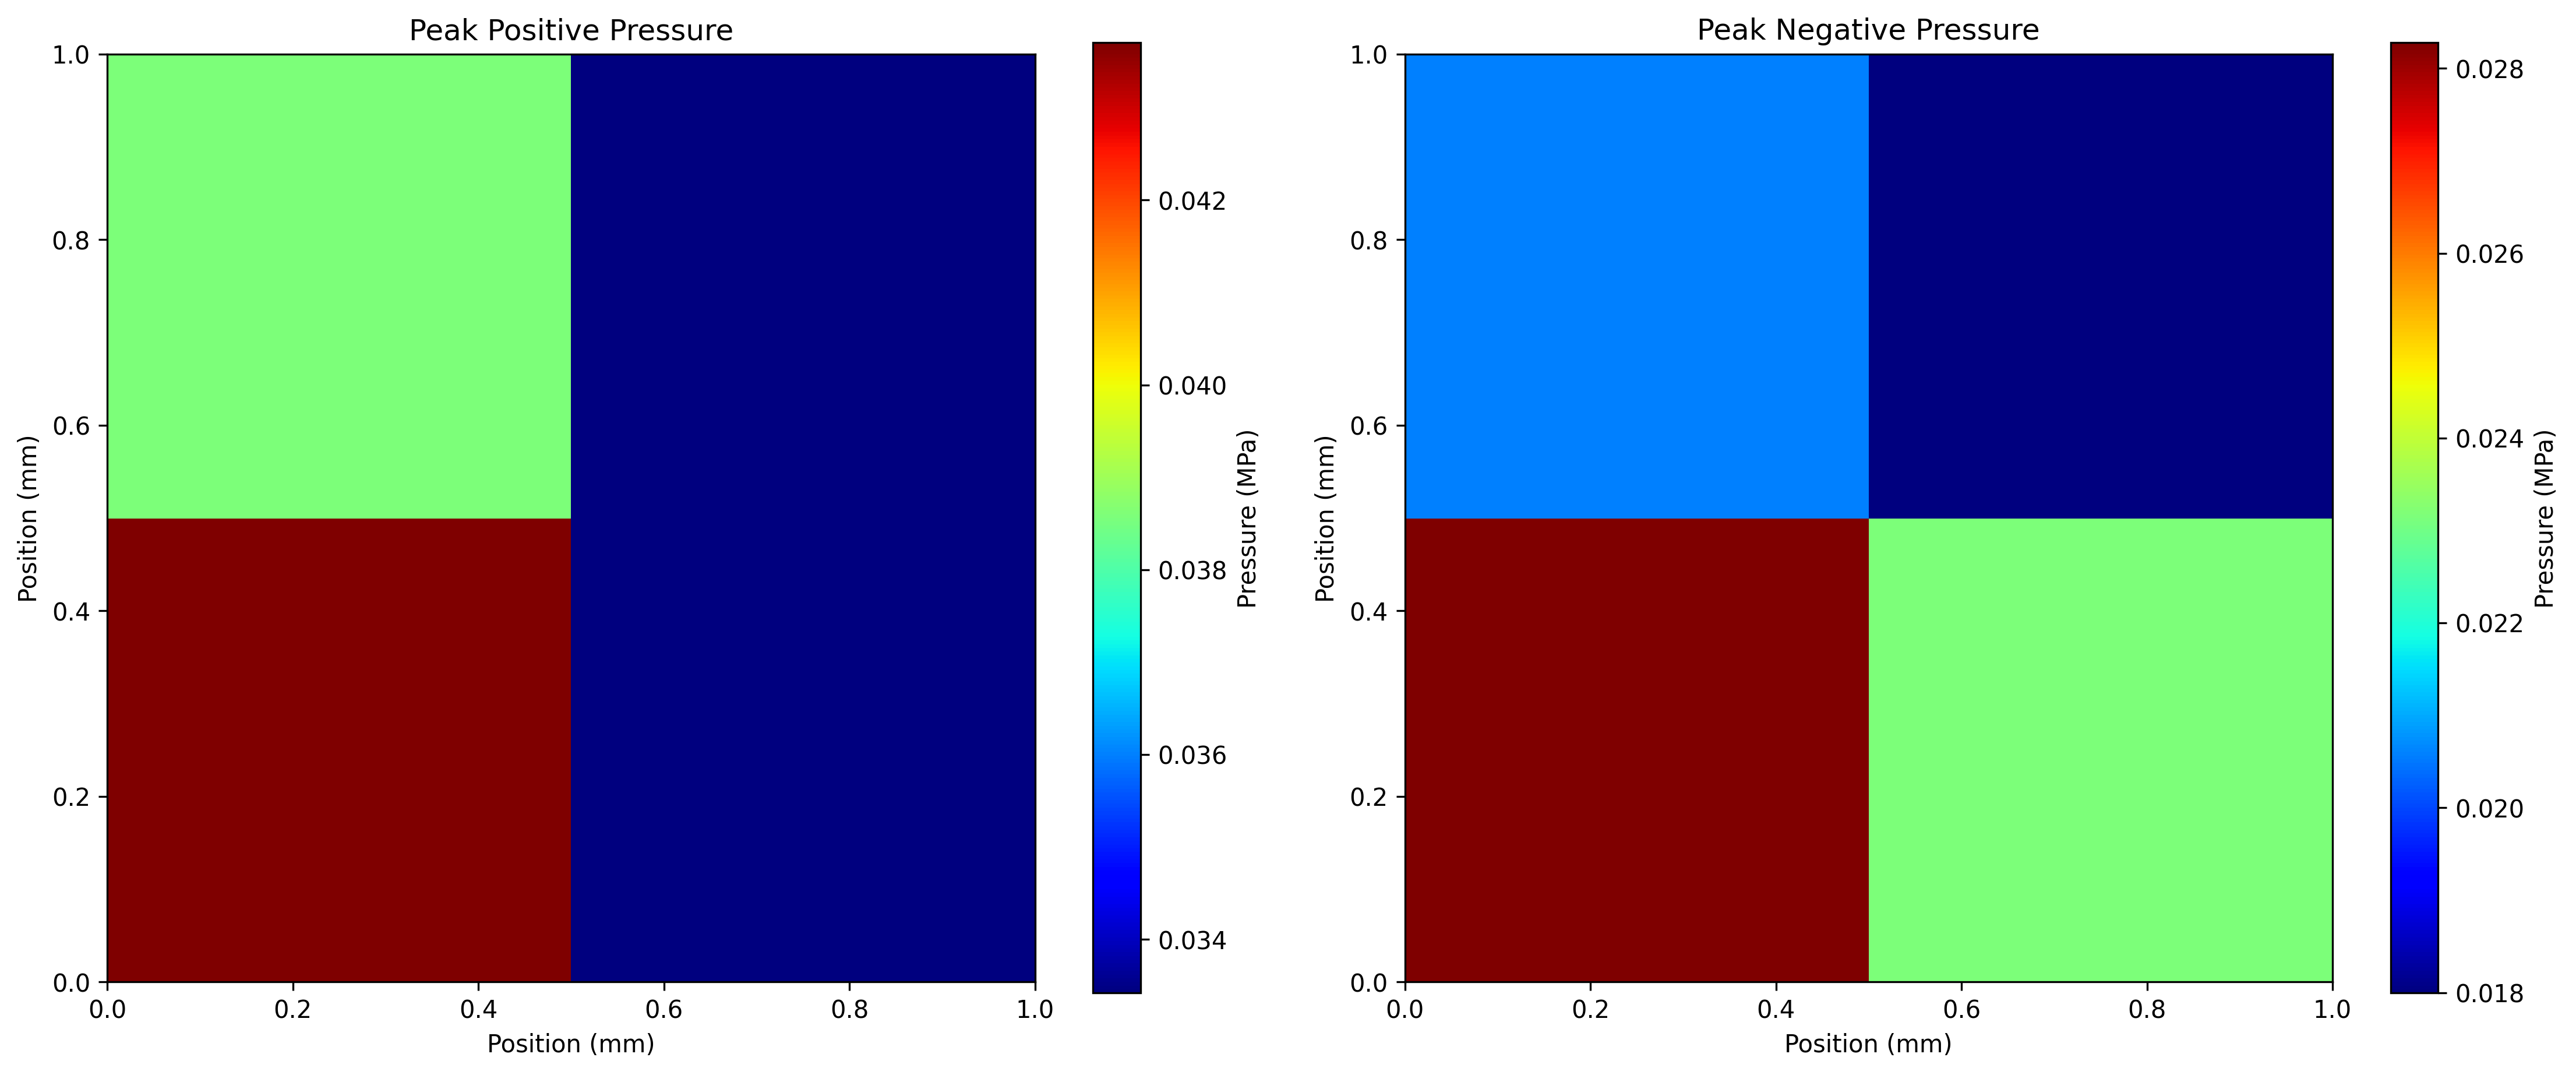 Peak Positive Pressure
1.0
0.8
0.6
0.4
0.2
0.0
Position (mm)
0.0 0.2 0.4 0.6 0.8 1.0
Position (mm)
0.042
0.040
0.038
0.036
0.034
Pressure (MPa)
Peak Negative Pressure
1.0
0.8
0.6
0.4
0.2
0.0
Position (mm)
0.0 0.2 0.4 0.6 0.8 1.0
Position (mm)
0.028
0.026
0.024
0.022
0.020
0.018
Pressure (MPa)